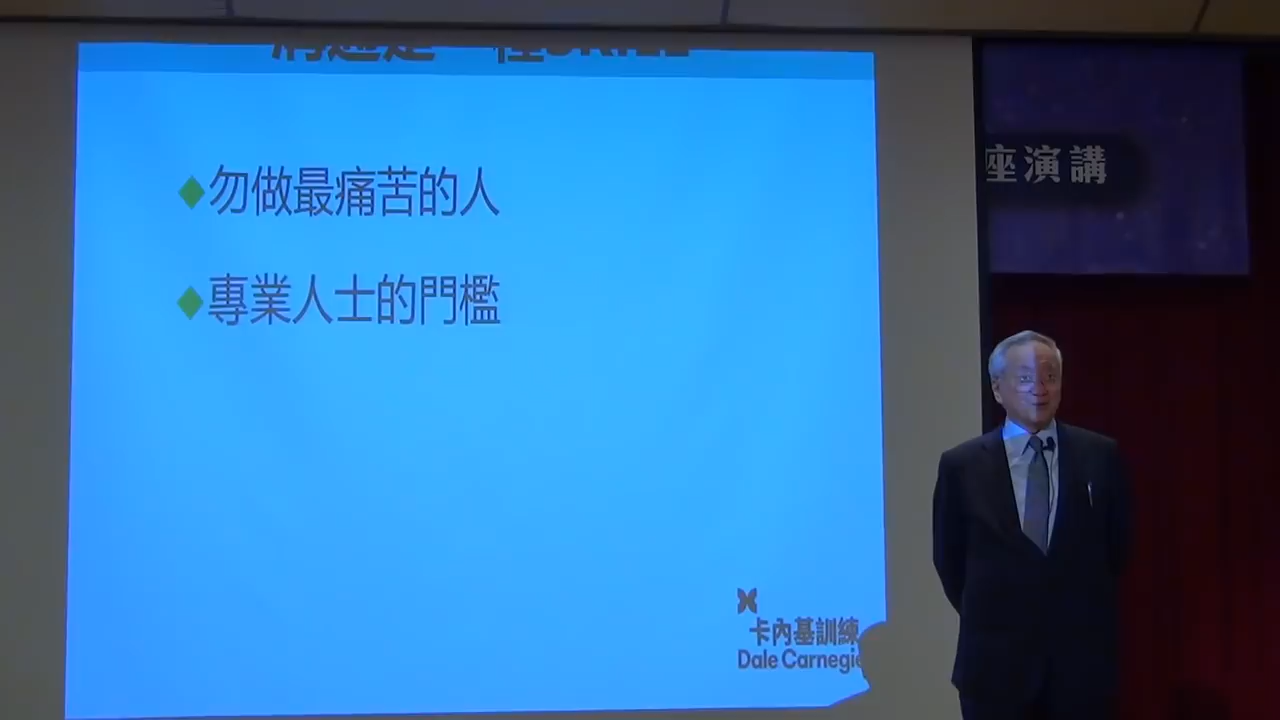 勿做最痛苦的人
專業人士的門檻
座演講
卡內基訓練
Dale Carnegie